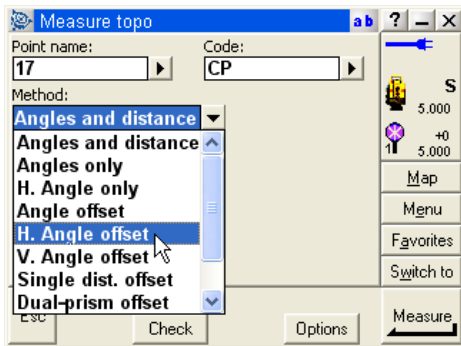 Measure topo ab ? – x
Point name: Code:
17 CP
Method:
Angles and distance
Angles and distance
Angles only
H. Angle only
Angle offset
H. Angle offset
V. Angle offset
Single dist. offset
Dual-prism offset
Esc Check Options
S
5.000
+0
1 5.000
Map
Menu
Favorites
Switch to
Measure